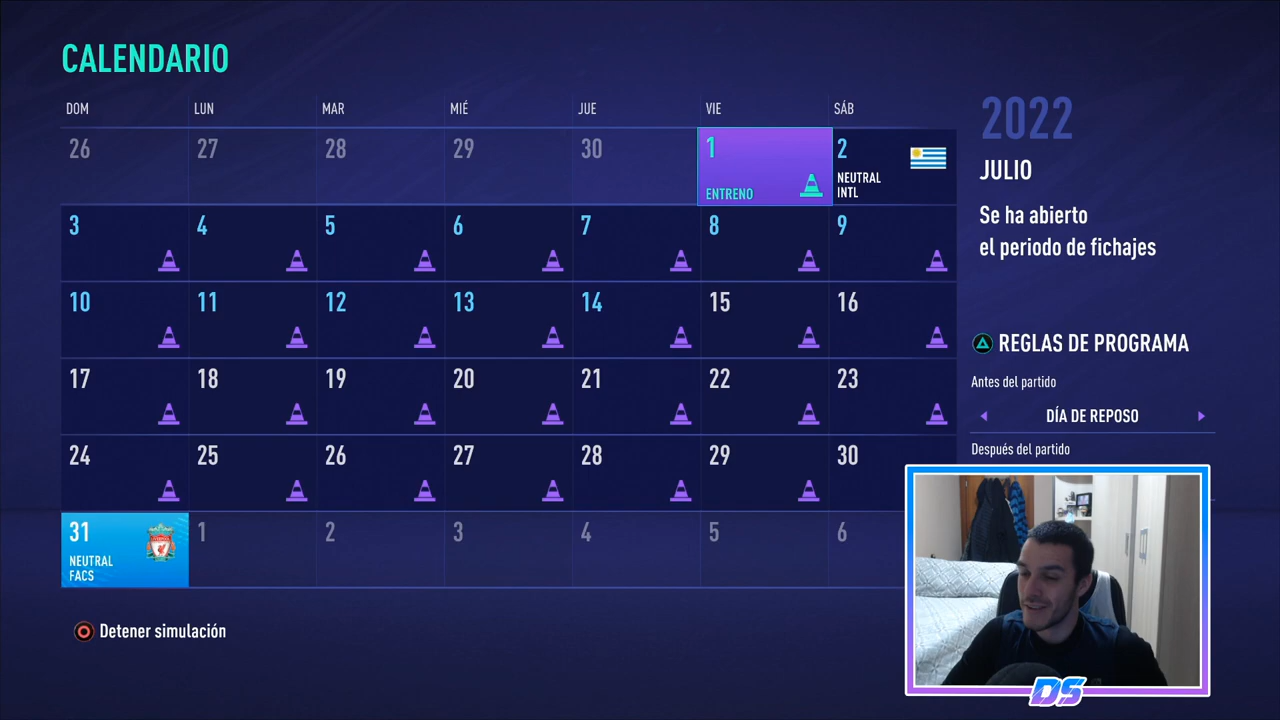 CALENDARIO
DOM LUN MAR MIÉ JUE VIE SÁB
26 27 28 29 30 1 2
ENTRENO
NEUTRAL
INTL
3 4 5 6 7 8 9
10 11 12 13 14 15 16
17 18 19 20 21 22 23
24 25 26 27 28 29 30
31 1 2 3 4 5 6
NEUTRAL
FACS
Detener simulación
2022
JULIO
Se ha abierto
el periodo de fichajes
REGLAS DE PROGRAMA
Antes del partido
DÍA DE REPOSO
Después del partido
DS